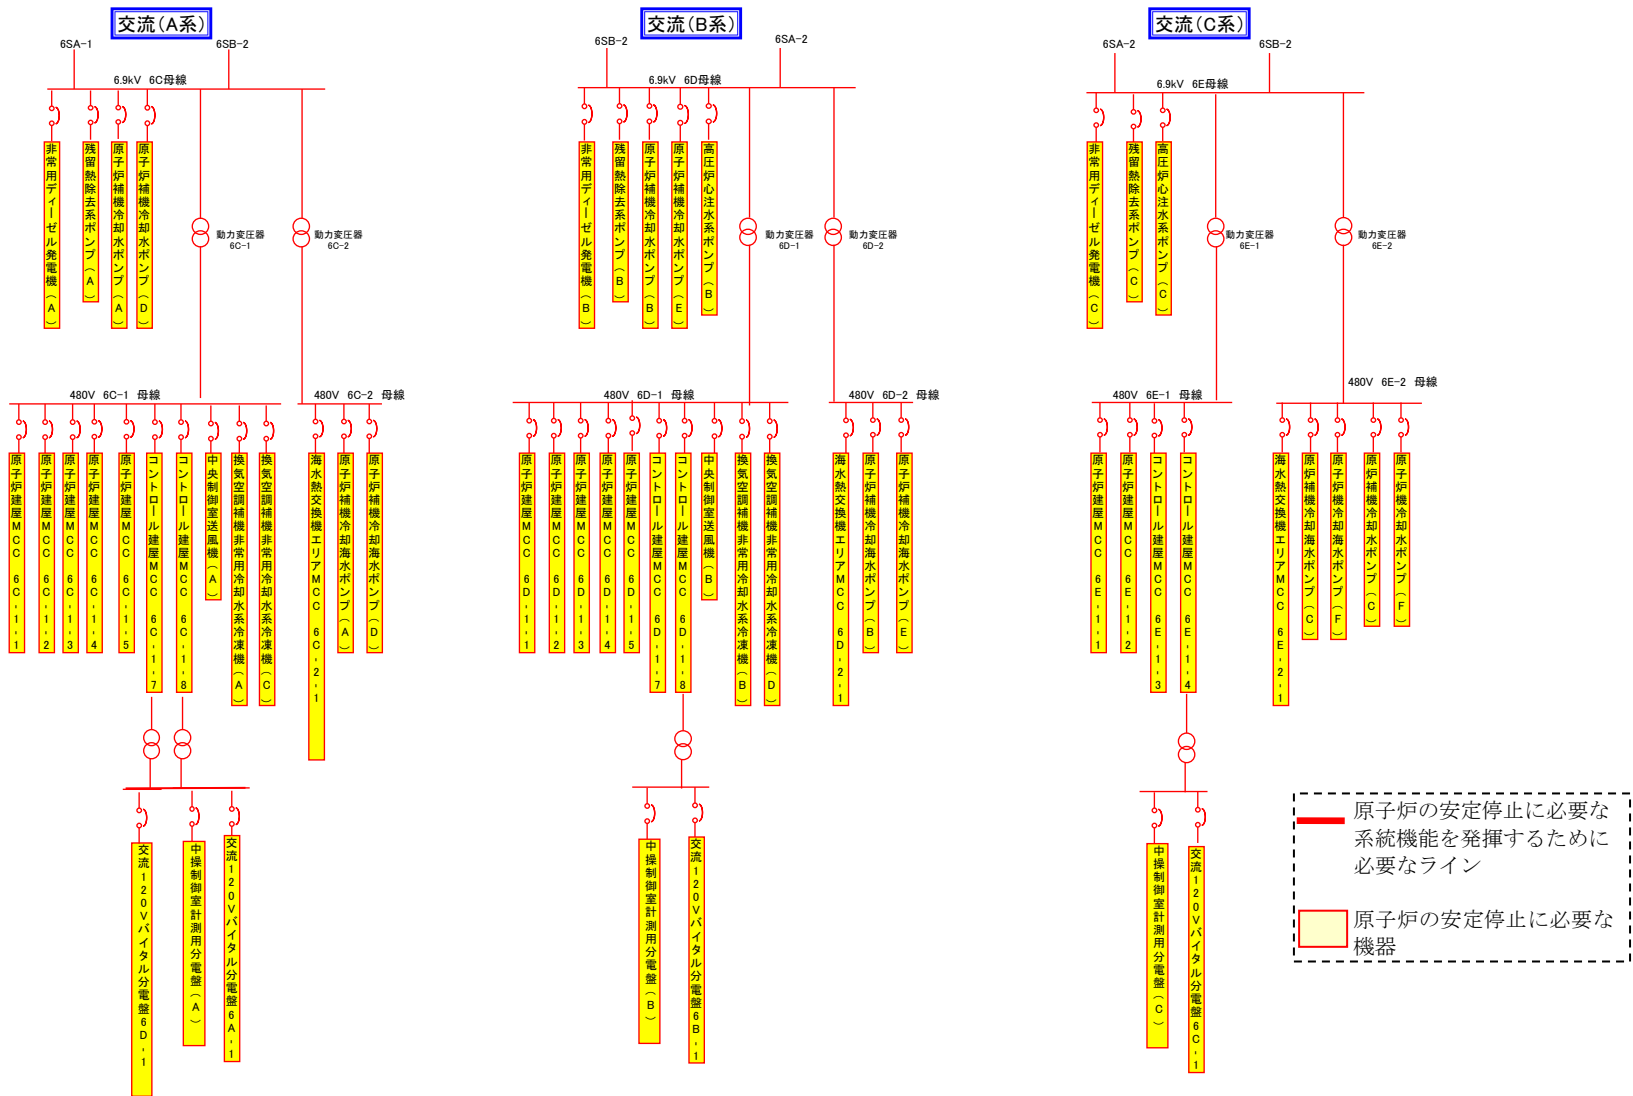 交流(A系)
6SA-1
6SB-2
6.9kV 6C母線
非常用ディーゼル発電機(A)
残留熱除去系ポンプ(A)
原子炉補機冷却水ポンプ(A)
原子炉補機冷却水ポンプ(D)
動力変圧器
6C-1
動力変圧器
6C-2
480V 6C-1 母線
480V 6C-2 母線
原子炉建屋MCC 6C-1-1
原子炉建屋MCC 6C-1-2
原子炉建屋MCC 6C-1-3
原子炉建屋MCC 6C-1-4
原子炉建屋MCC 6C-1-5
コントロール建屋MCC 6C-1-7
コントロール建屋MCC 6C-1-8
中央制御室送風機(A)
換気空調補機非常用冷却水系冷凍機(A)
換気空調補機非常用冷却水系冷凍機(C)
海水熱交換機エリアMCC 6C-2-1
原子炉補機冷却海水ポンプ(A)
原子炉補機冷却海水ポンプ(D)
交流120Vバイタル分電盤6D-1
中操制御室計測用分電盤(A)
交流120Vバイタル分電盤6A-1
交流(B系)
6SB-2
6SA-2
6.9kV 6D母線
非常用ディーゼル発電機(B)
残留熱除去系ポンプ(B)
原子炉補機冷却水ポンプ(B)
原子炉補機冷却水ポンプ(E)
高圧炉心注水系ポンプ(B)
動力変圧器
6D-1
動力変圧器
6D-2
480V 6D-1 母線
480V 6D-2 母線
原子炉建屋MCC 6D-1-1
原子炉建屋MCC 6D-1-2
原子炉建屋MCC 6D-1-3
原子炉建屋MCC 6D-1-4
原子炉建屋MCC 6D-1-5
コントロール建屋MCC 6D-1-7
コントロール建屋MCC 6D-1-8
中央制御室送風機(B)
換気空調補機非常用冷却水系冷凍機(B)
換気空調補機非常用冷却水系冷凍機(D)
海水熱交換機エリアMCC 6D-2-1
原子炉補機冷却海水ポンプ(B)
原子炉補機冷却海水ポンプ(E)
中操制御室計測用分電盤(B)
交流120Vバイタル分電盤6B-1
交流(C系)
6SA-2
6SB-2
6.9kV 6E母線
非常用ディーゼル発電機(C)
残留熱除去系ポンプ(C)
高圧炉心注水系ポンプ(C)
動力変圧器
6E-1
動力変圧器
6E-2
480V 6E-1 母線
480V 6E-2 母線
原子炉建屋MCC 6E-1-1
原子炉建屋MCC 6E-1-2
コントロール建屋MCC 6E-1-3
コントロール建屋MCC 6E-1-4
海水熱交換機エリアMCC 6E-2-1
原炉補機冷却海水ポンプ(C)
原子炉機冷却海水ポンプ(F)
原炉補機冷却水ポンプ(C)
原子炉機冷却水ポンプ(F)
中操制御室計測用分電盤(C)
交流120Vバイタル分電盤6C-1
原子炉の安定停止に必要な
系統機能を発揮するために
必要なライン
原子炉の安定停止に必要な
機器